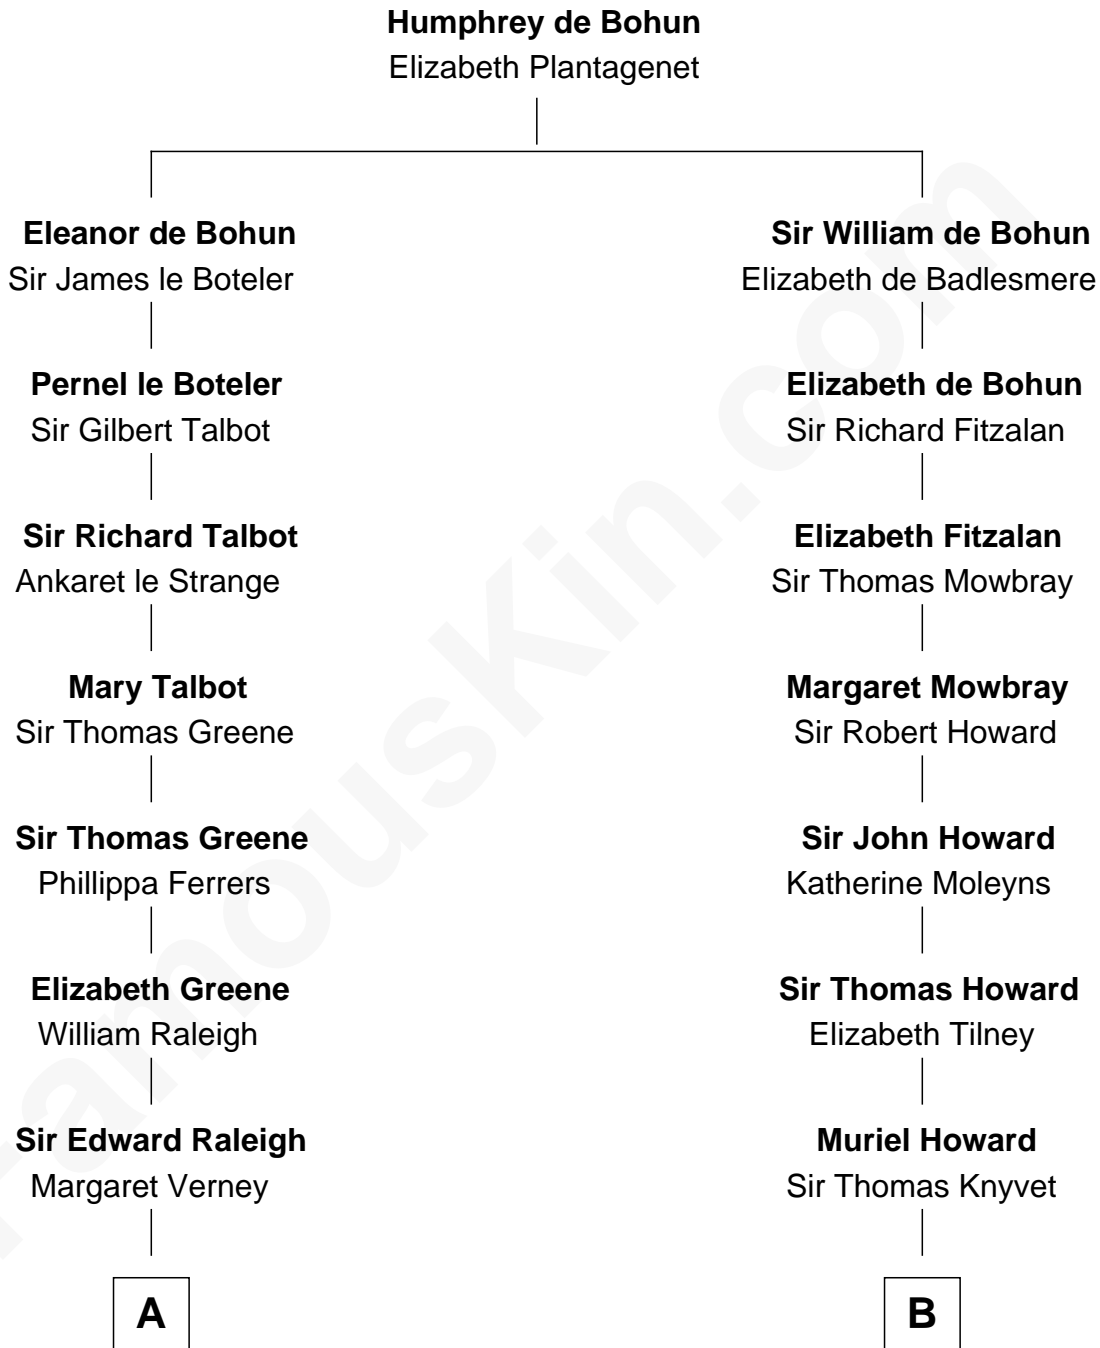 Humphrey de Bohun
Elizabeth Plantagenet
Eleanor de Bohun
Sir James le Boteler
Sir William de Bohun
Elizabeth de Badlesmere
Pernel le Boteler
Sir Gilbert Talbot
Elizabeth de Bohun
Sir Richard Fitzalan
Sir Richard Talbot
Ankaret le Strange
Elizabeth Fitzalan
Sir Thomas Mowbray
Mary Talbot
Sir Thomas Greene
Margaret Mowbray
Sir Robert Howard
Sir Thomas Greene
Phillippa Ferrers
Sir John Howard
Katherine Moleyns
Elizabeth Greene
William Raleigh
Sir Thomas Howard
Elizabeth Tilney
Sir Edward Raleigh
Margaret Verney
Muriel Howard
Sir Thomas Knyvet
A
B
FamousKin.com